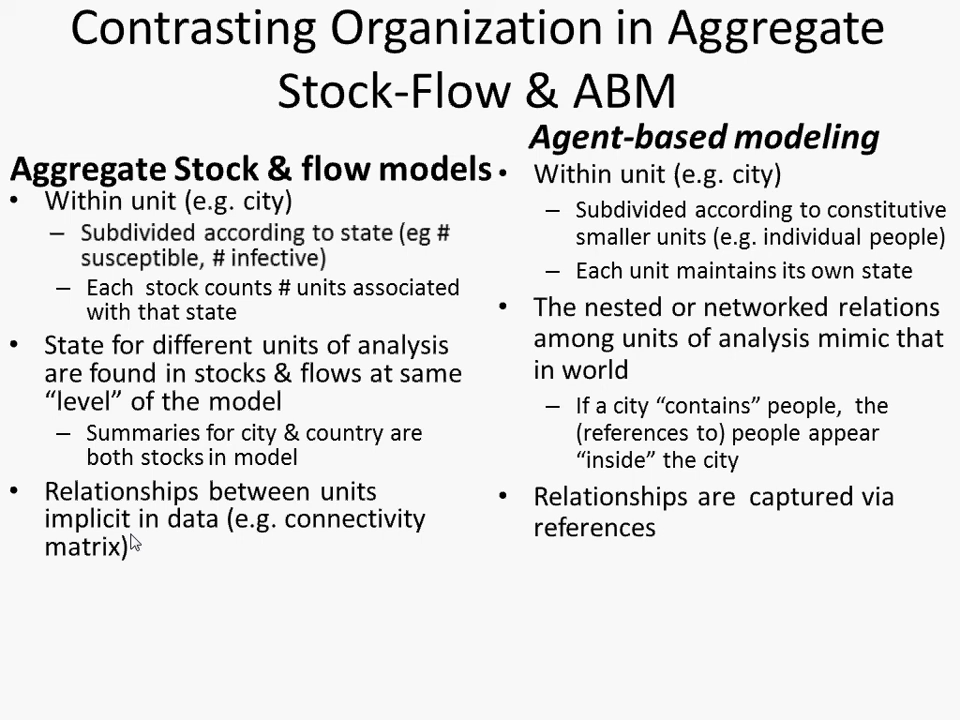 Contrasting Organization in Aggregate
Stock-Flow & ABM
Aggregate Stock & flow models
• Within unit (e.g. city)
– Subdivided according to state (eg #
susceptible, # infective)
– Each stock counts # units associated
with that state
• State for different units of analysis
are found in stocks & flows at same
“level” of the model
– Summaries for city & country are
both stocks in model
• Relationships between units
implicit in data (e.g. connectivity
matrix)
Agent-based modeling
• Within unit (e.g. city)
– Subdivided according to constitutive
smaller units (e.g. individual people)
– Each unit maintains its own state
• The nested or networked relations
among units of analysis mimic that
in world
– If a city “contains” people, the
(references to) people appear
“inside” the city
• Relationships are captured via
references